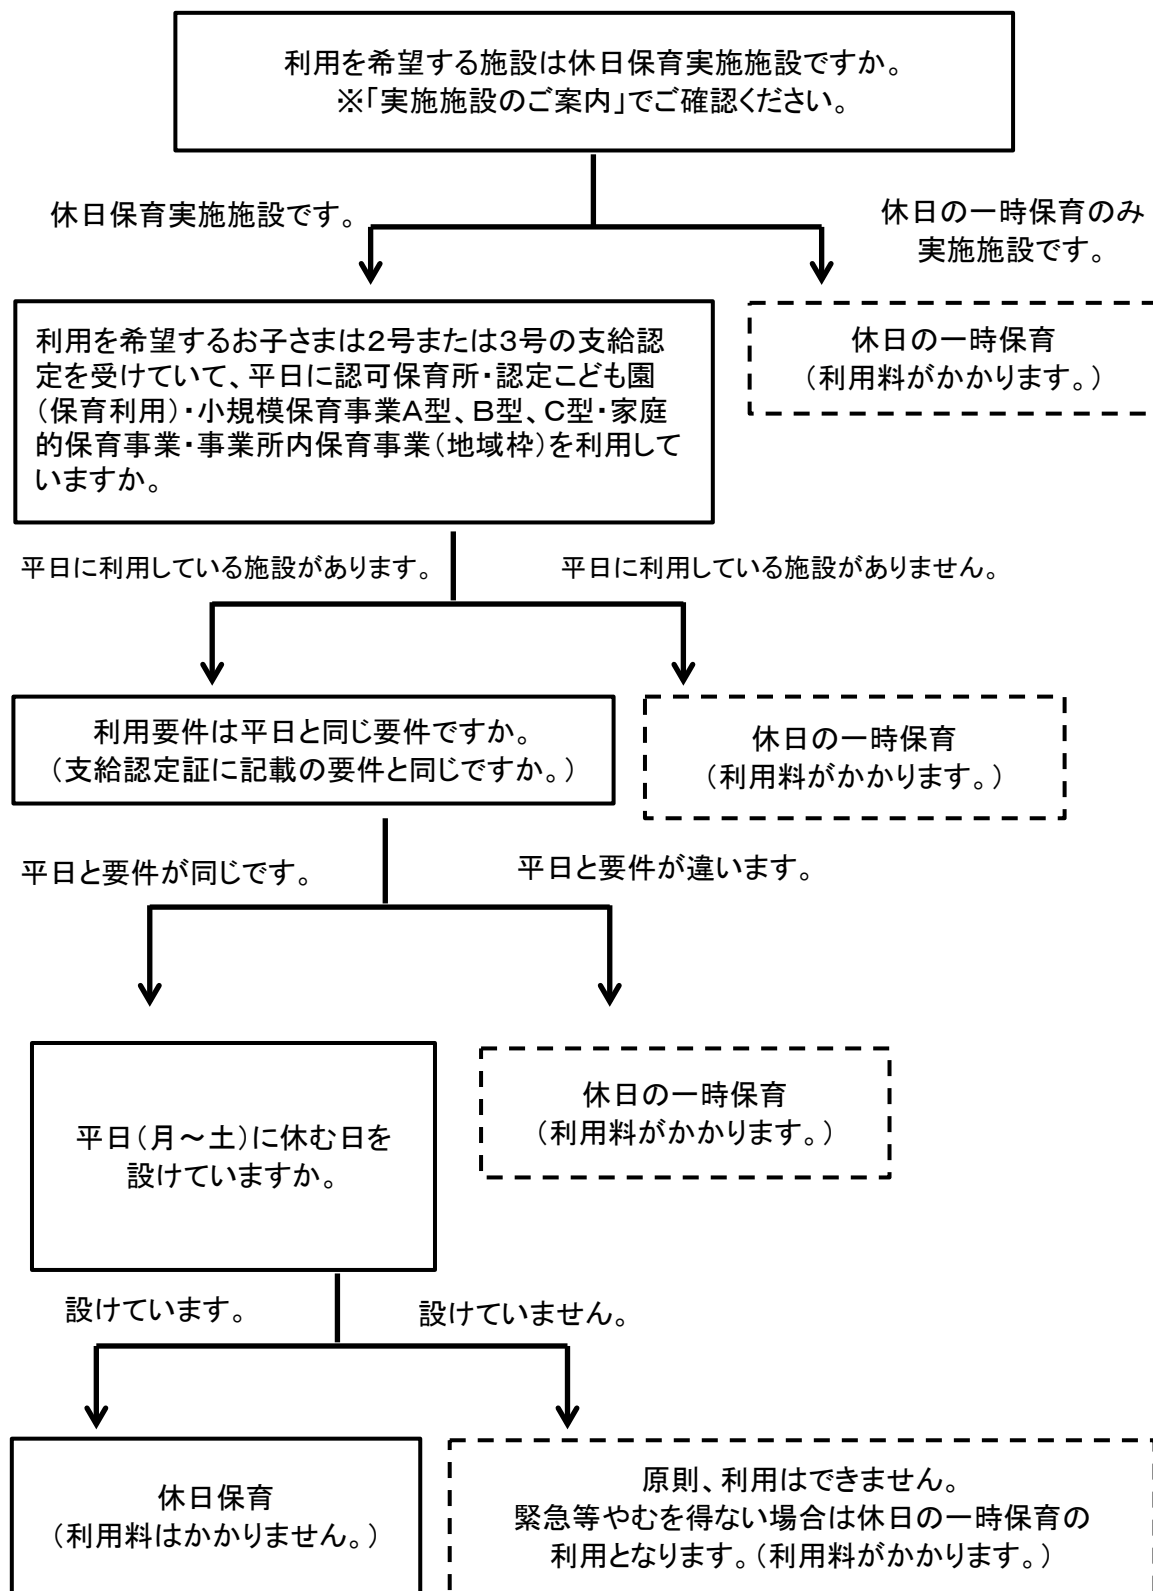 利用を希望する施設は休日保育実施施設ですか。
※「実施施設のご案内」でご確認ください。
休日保育実施施設です。
休日の一時保育のみ
実施施設です。
利用を希望するお子さまは2号または3号の支給認
定を受けていて、平日に認可保育所・認定こども園
（保育利用）・小規模保育事業A型、B型、C型・家庭
的保育事業・事業所内保育事業（地域枠）を利用して
いますか。
休日の一時保育
（利用料がかかります。）
平日に利用している施設があります。
平日に利用している施設がありません。
利用要件は平日と同じ要件ですか。
（支給認定証に記載の要件と同じですか。）
休日の一時保育
（利用料がかかります。）
平日と要件が同じです。
平日と要件が違います。
平日（月～土）に休む日を
設けていますか。
休日の一時保育
（利用料がかかります。）
設けています。
設けていません。
休日保育
（利用料はかかりません。）
原則、利用はできません。
緊急等やむを得ない場合は休日の一時保育の
利用となります。（利用料がかかります。）